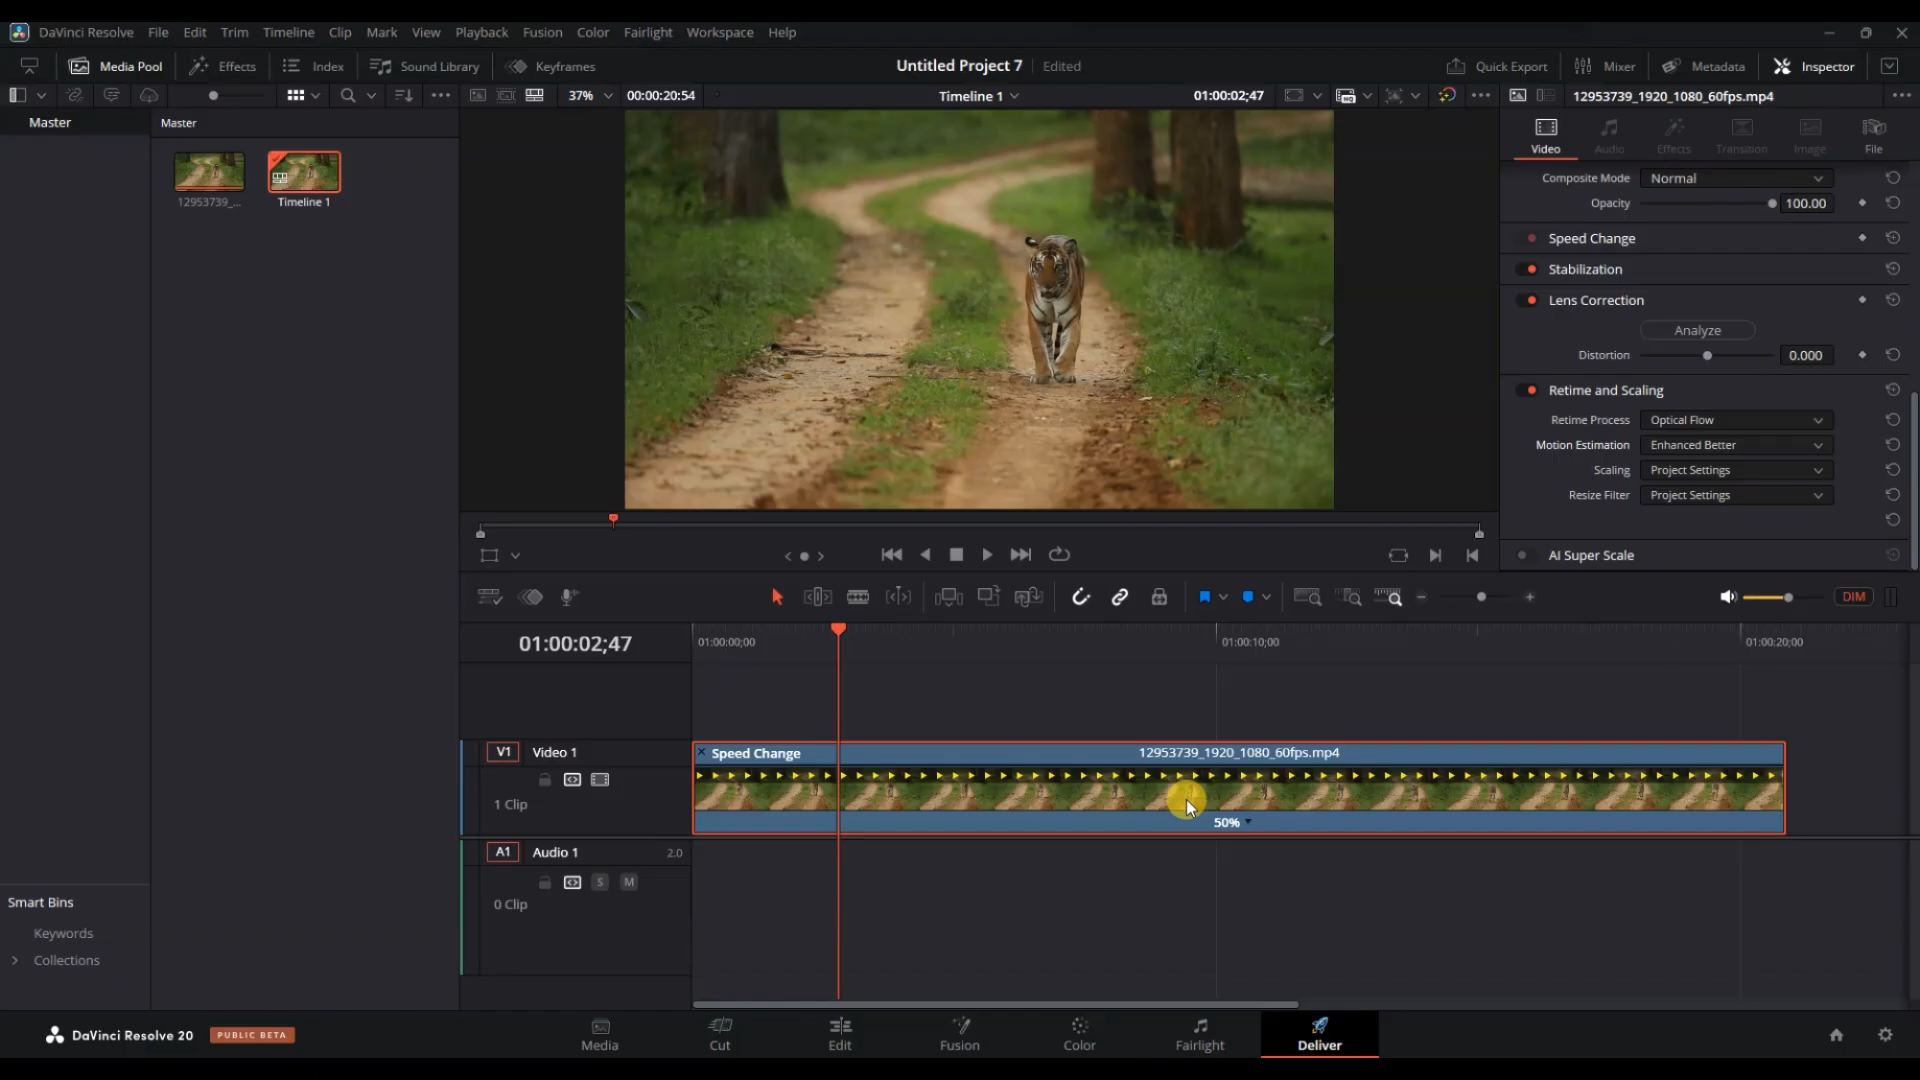 DaVinci Resolve File Edit Trim Timeline Clip Mark View Playback Fusion Color Fairlight Workspace Help
Media Pool Effects Index Sound Library Keyframes Untitled Project 7 Edited Quick Export Mixer Metadata Inspector
37% 00:00:20:54 Timeline 1 01:00:02;47 12953739_1920_1080_60fps.mp4
Master Master
Video Audio Effects Transition Image File
12953739_... Timeline 1
Composite Mode Normal
Opacity 100.00
Speed Change
Stabilization
Lens Correction
Analyze
Distortion 0.000
Retime and Scaling
Retime Process Optical Flow
Motion Estimation Enhanced Better
Scaling Project Settings
Resize Filter Project Settings
AI Super Scale
DIM
01:00:02;47 01:00:00;00 01:00:10;00 01:00:20;00
V1 Video 1 Speed Change 12953739_1920_1080_60fps.mp4
1 Clip
50%
A1 Audio 1 2.0
S M
0 Clip
Smart Bins
Keywords
Collections
DaVinci Resolve 20 PUBLIC BETA Media Cut Edit Fusion Color Fairlight Deliver